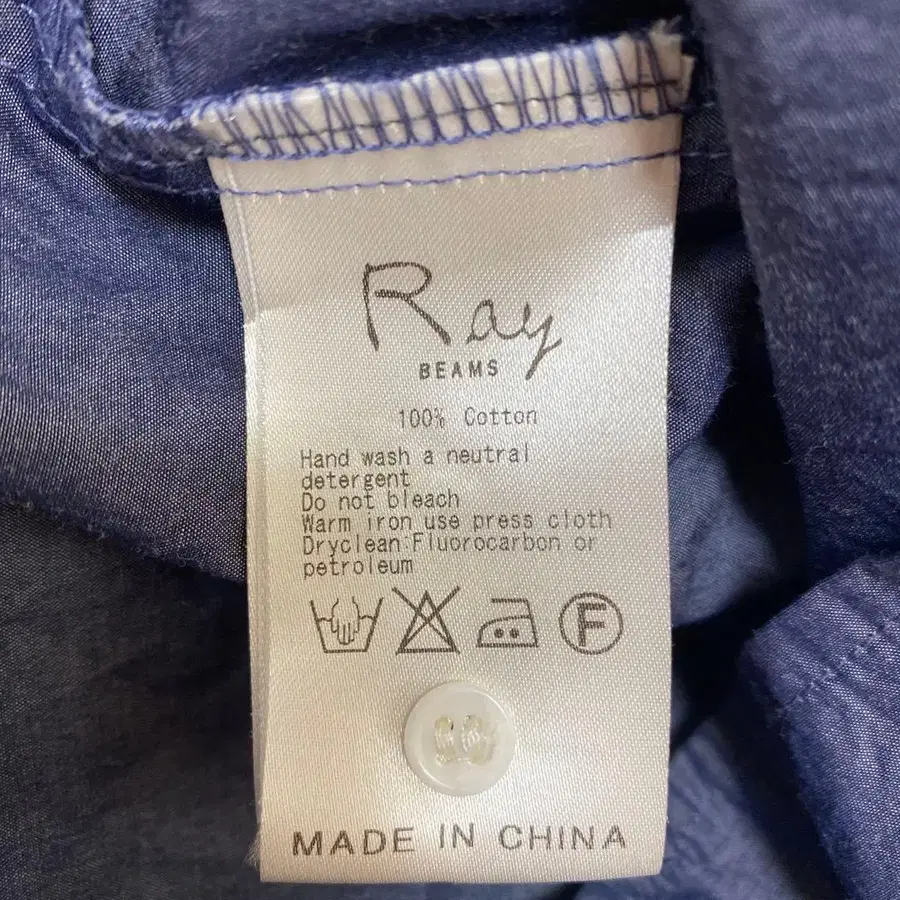 Ray
BEAMS
100% Cotton
Hand wash a neutral
detergent
Do not bleach
Warm iron use press cloth
Dryclean:Fluorocarbon or
petroleum
F
MADE IN CHINA